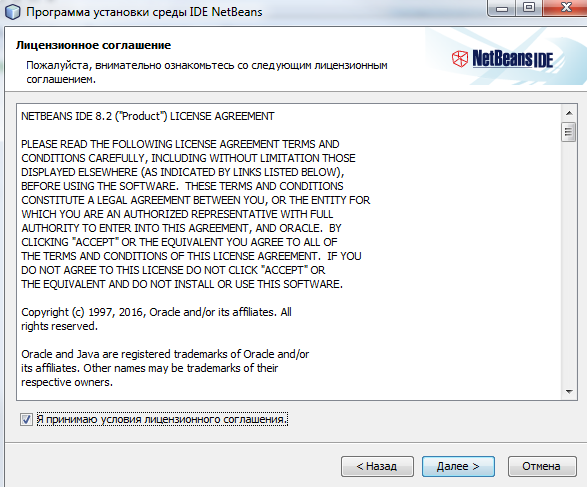 Программа установки среды IDE NetBeans
Лицензионное соглашение
Пожалуйста, внимательно ознакомьтесь со следующим лицензионным
соглашением.
NetBeans IDE
NETBEANS IDE 8.2 ("Product") LICENSE AGREEMENT
PLEASE READ THE FOLLOWING LICENSE AGREEMENT TERMS AND
CONDITIONS CAREFULLY, INCLUDING WITHOUT LIMITATION THOSE
DISPLAYED ELSEWHERE (AS INDICATED BY LINKS LISTED BELOW),
BEFORE USING THE SOFTWARE.  THESE TERMS AND CONDITIONS
CONSTITUTE A LEGAL AGREEMENT BETWEEN YOU, OR THE ENTITY FOR
WHICH YOU ARE AN AUTHORIZED REPRESENTATIVE WITH FULL
AUTHORITY TO ENTER INTO THIS AGREEMENT, AND ORACLE.  BY
CLICKING "ACCEPT" OR THE EQUIVALENT YOU AGREE TO ALL OF
THE TERMS AND CONDITIONS OF THIS LICENSE AGREEMENT.  IF YOU
DO NOT AGREE TO THIS LICENSE DO NOT CLICK "ACCEPT" OR
THE EQUIVALENT AND DO NOT INSTALL OR USE THIS SOFTWARE.
Copyright (c) 1997, 2016, Oracle and/or its affiliates. All
rights reserved.
Oracle and Java are registered trademarks of Oracle and/or
its affiliates. Other names may be trademarks of their
respective owners.
Я принимаю условия лицензионного соглашения.
< Назад
Далее >
Отмена